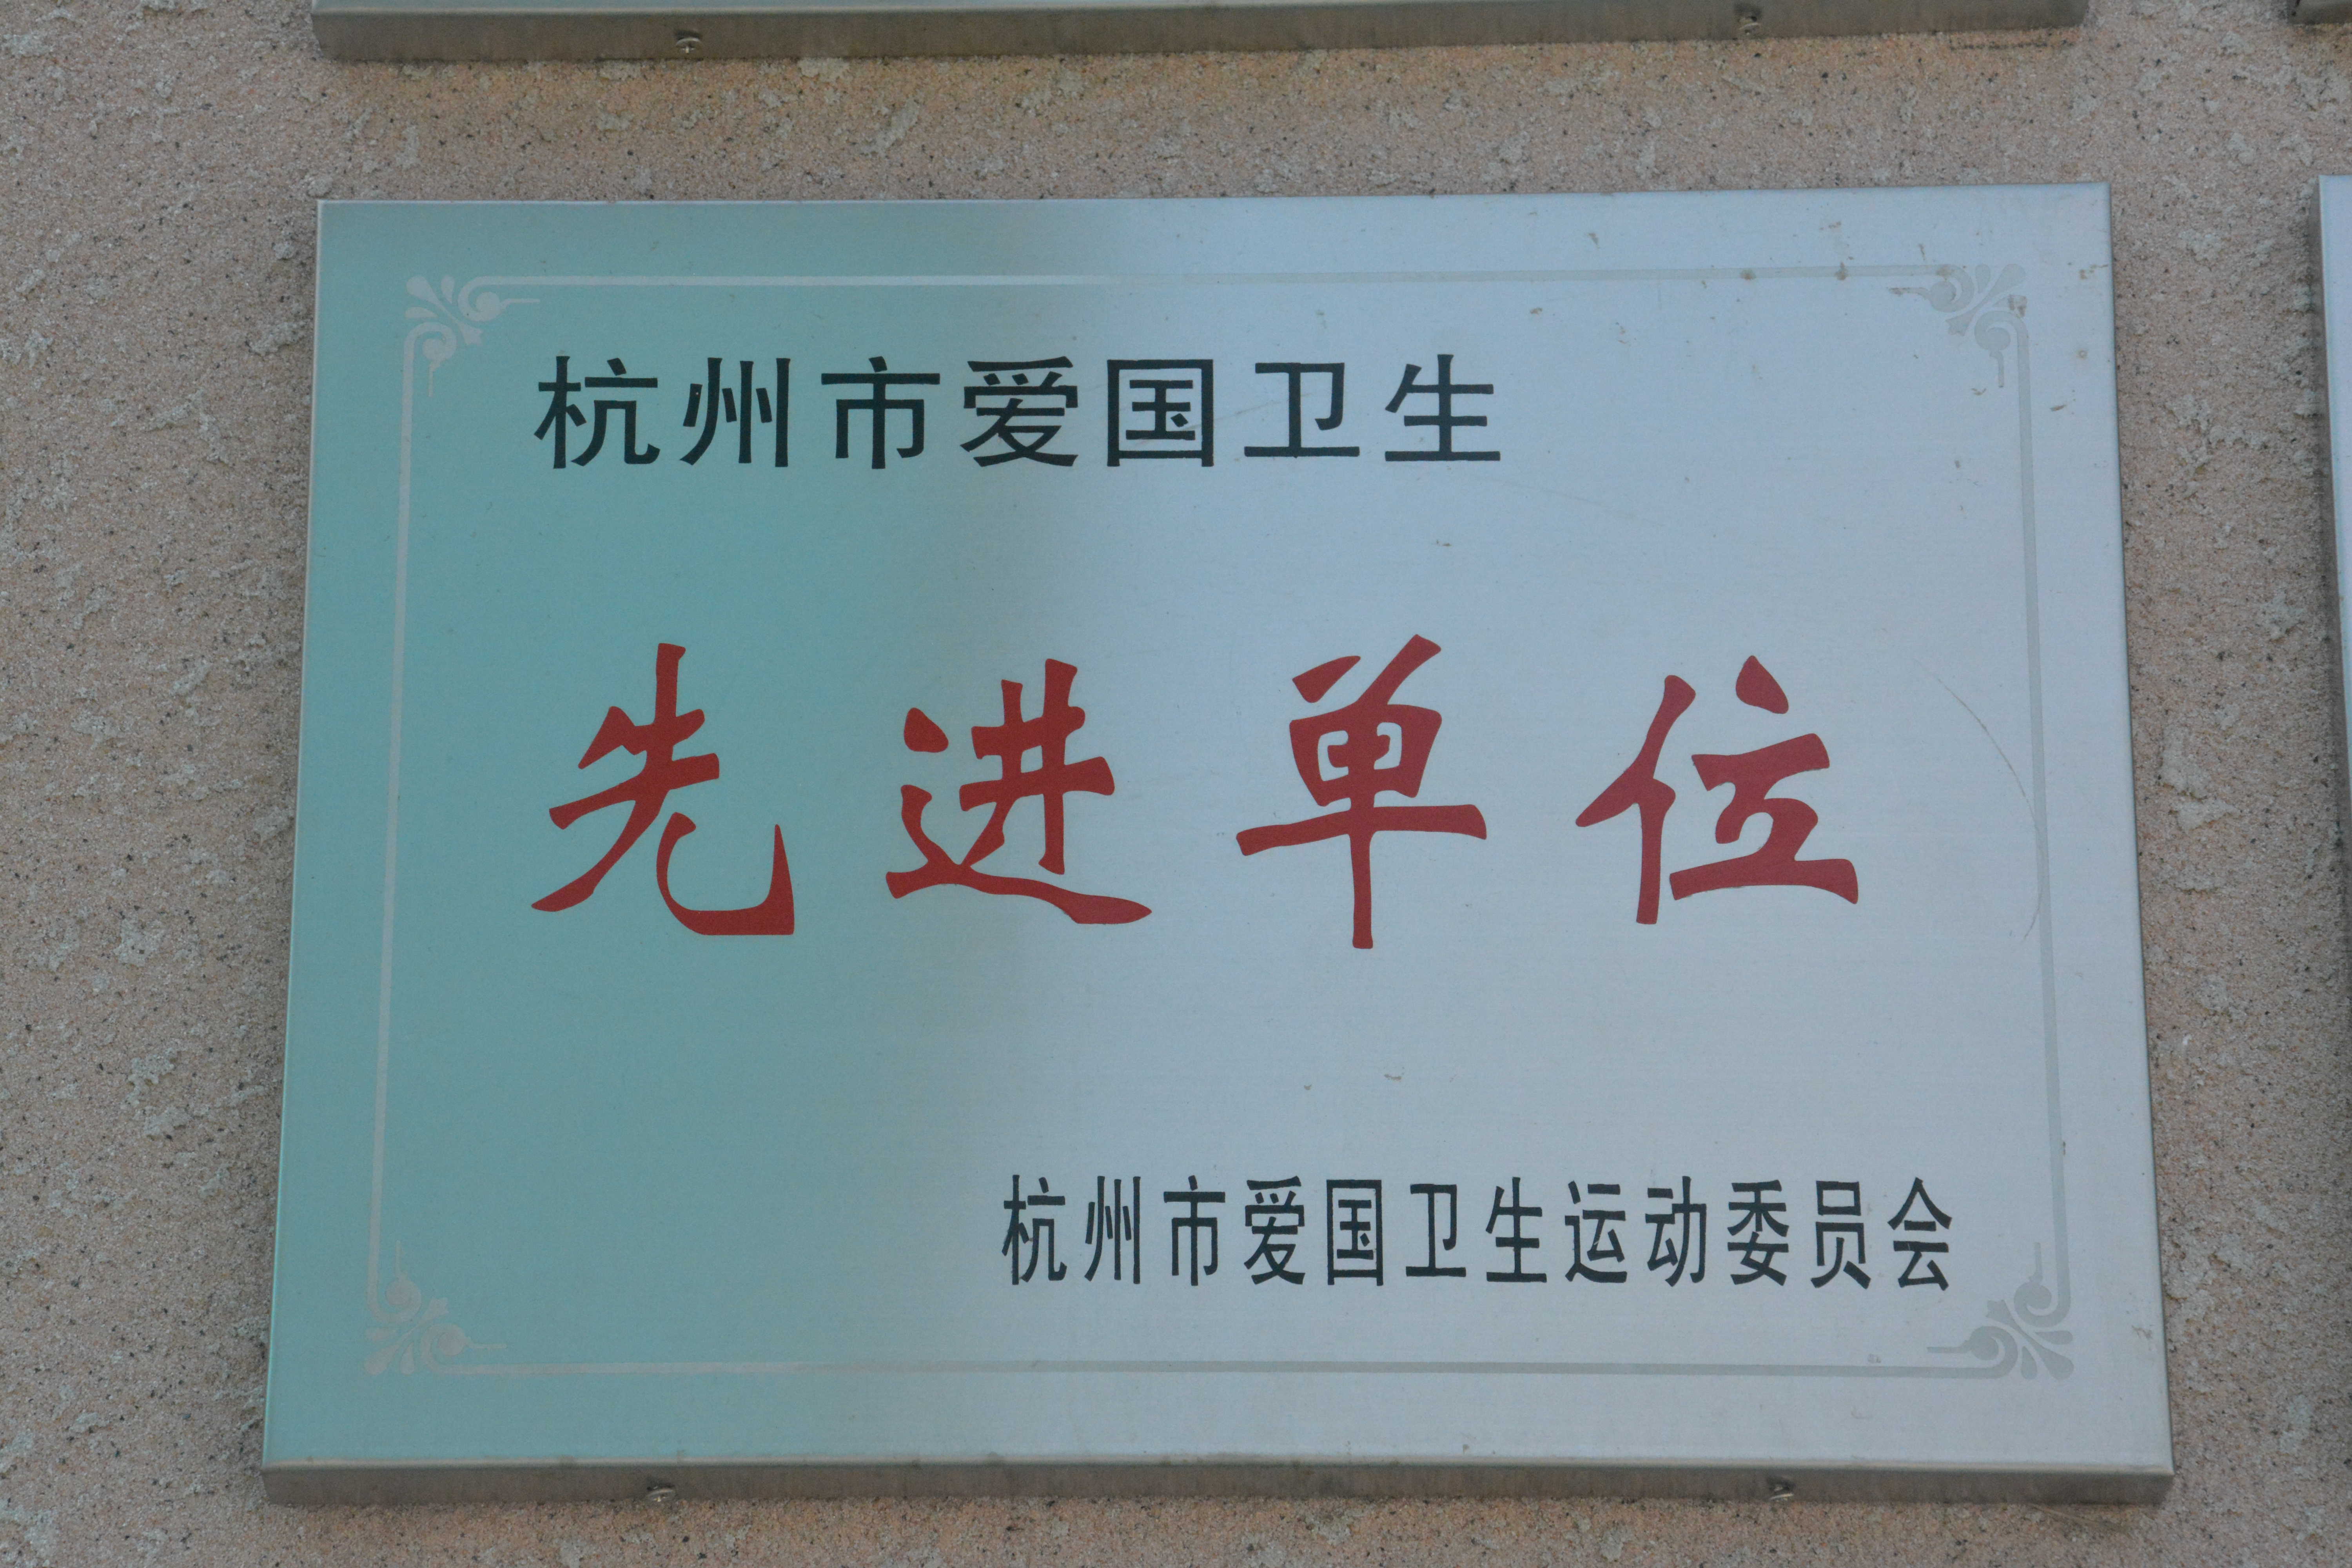 杭州市爱国卫生
先进单位
杭州市爱国卫生运动委员会